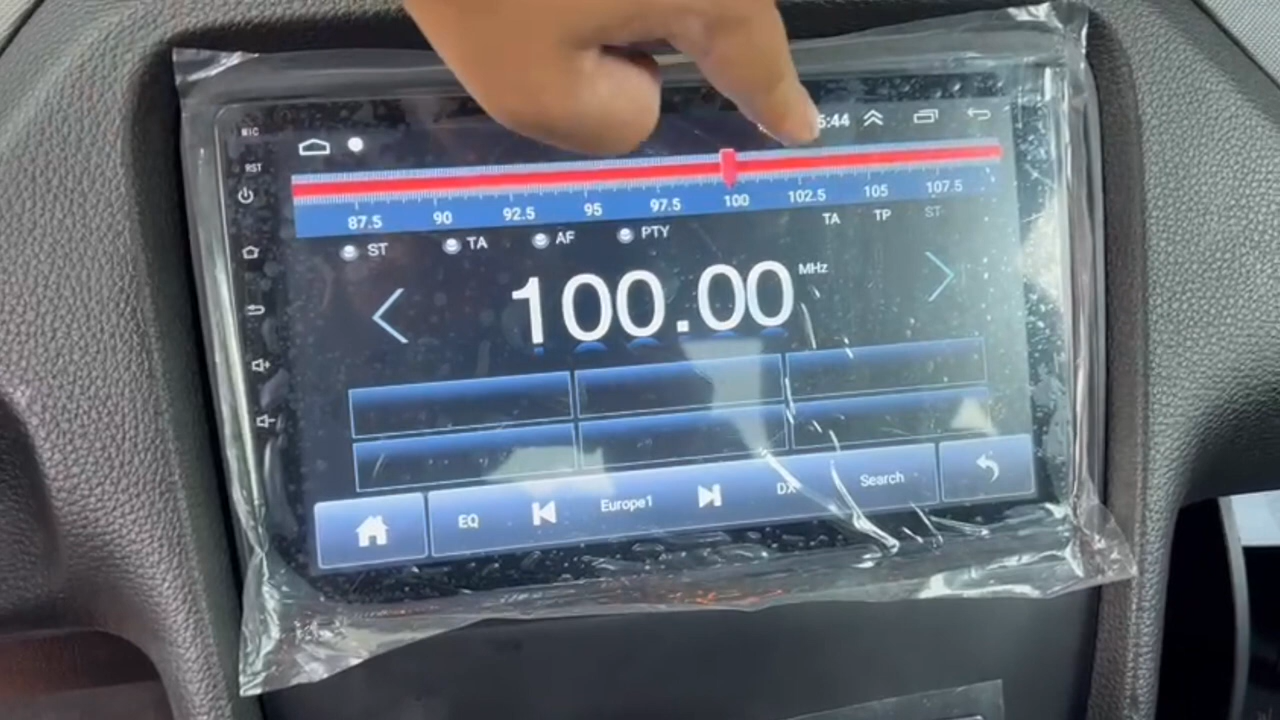 MIC
5:44
RST
87.5 90 92.5 95 97.5 100 102.5 105 107.5
ST TA AF PTY TA TP ST
100.00 MHz
EQ Europe1 DX Search